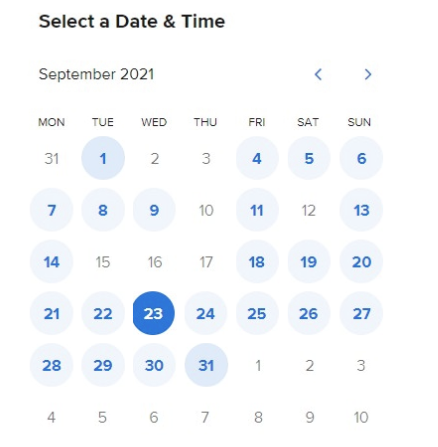 Select a Date & Time
September 2021
MON TUE WED THU FRI SAT SUN
31 1 2 3 4 5 6
7 8 9 10 11 12 13
14 15 16 17 18 19 20
21 22 23 24 25 26 27
28 29 30 31 1 2 3
4 5 6 7 8 9 10